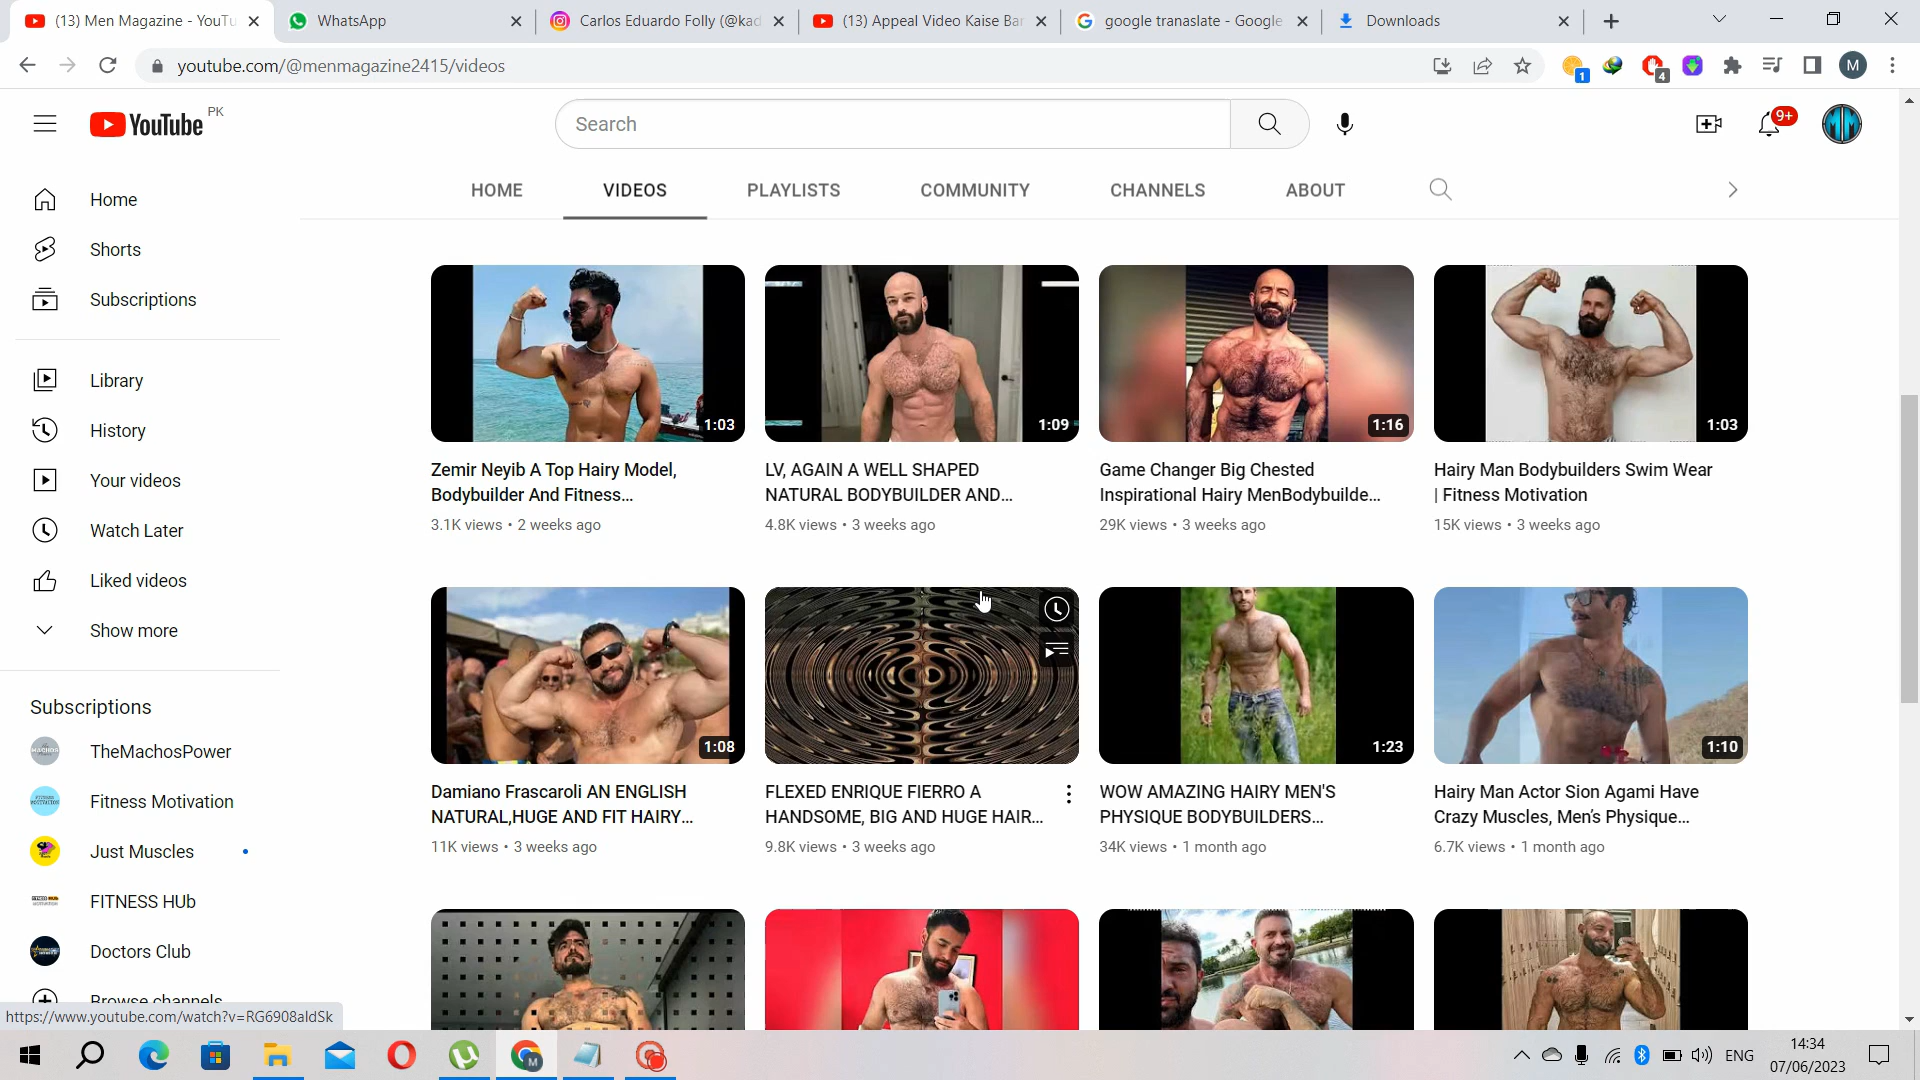 (13) Men Magazine - YouTu
WhatsApp
Carlos Eduardo Folly (@kad
(13) Appeal Video Kaise Bar
google tranaslate - Google
Downloads
youtube.com/@menmagazine2415/videos
1
4
M
YouTube PK
Search
9+
Home
Shorts
Subscriptions
Library
History
Your videos
Watch Later
Liked videos
Show more
Subscriptions
TheMachosPower
Fitness Motivation
Just Muscles
FITNESS HUb
Doctors Club
Browse channels
https://www.youtube.com/watch?v=RG6908aldSk
HOME
VIDEOS
PLAYLISTS
COMMUNITY
CHANNELS
ABOUT
1:03
1:09
1:16
1:03
Zemir Neyib A Top Hairy Model,
Bodybuilder And Fitness...
3.1K views • 2 weeks ago
LV, AGAIN A WELL SHAPED
NATURAL BODYBUILDER AND...
4.8K views • 3 weeks ago
Game Changer Big Chested
Inspirational Hairy MenBodybuilde...
29K views • 3 weeks ago
Hairy Man Bodybuilders Swim Wear
| Fitness Motivation
15K views • 3 weeks ago
1:08
1:23
1:10
Damiano Frascaroli AN ENGLISH
NATURAL,HUGE AND FIT HAIRY...
11K views • 3 weeks ago
FLEXED ENRIQUE FIERRO A
HANDSOME, BIG AND HUGE HAIR...
9.8K views • 3 weeks ago
WOW AMAZING HAIRY MEN'S
PHYSIQUE BODYBUILDERS...
34K views • 1 month ago
Hairy Man Actor Sion Agami Have
Crazy Muscles, Men's Physique...
6.7K views • 1 month ago
M
ENG
14:34
07/06/2023